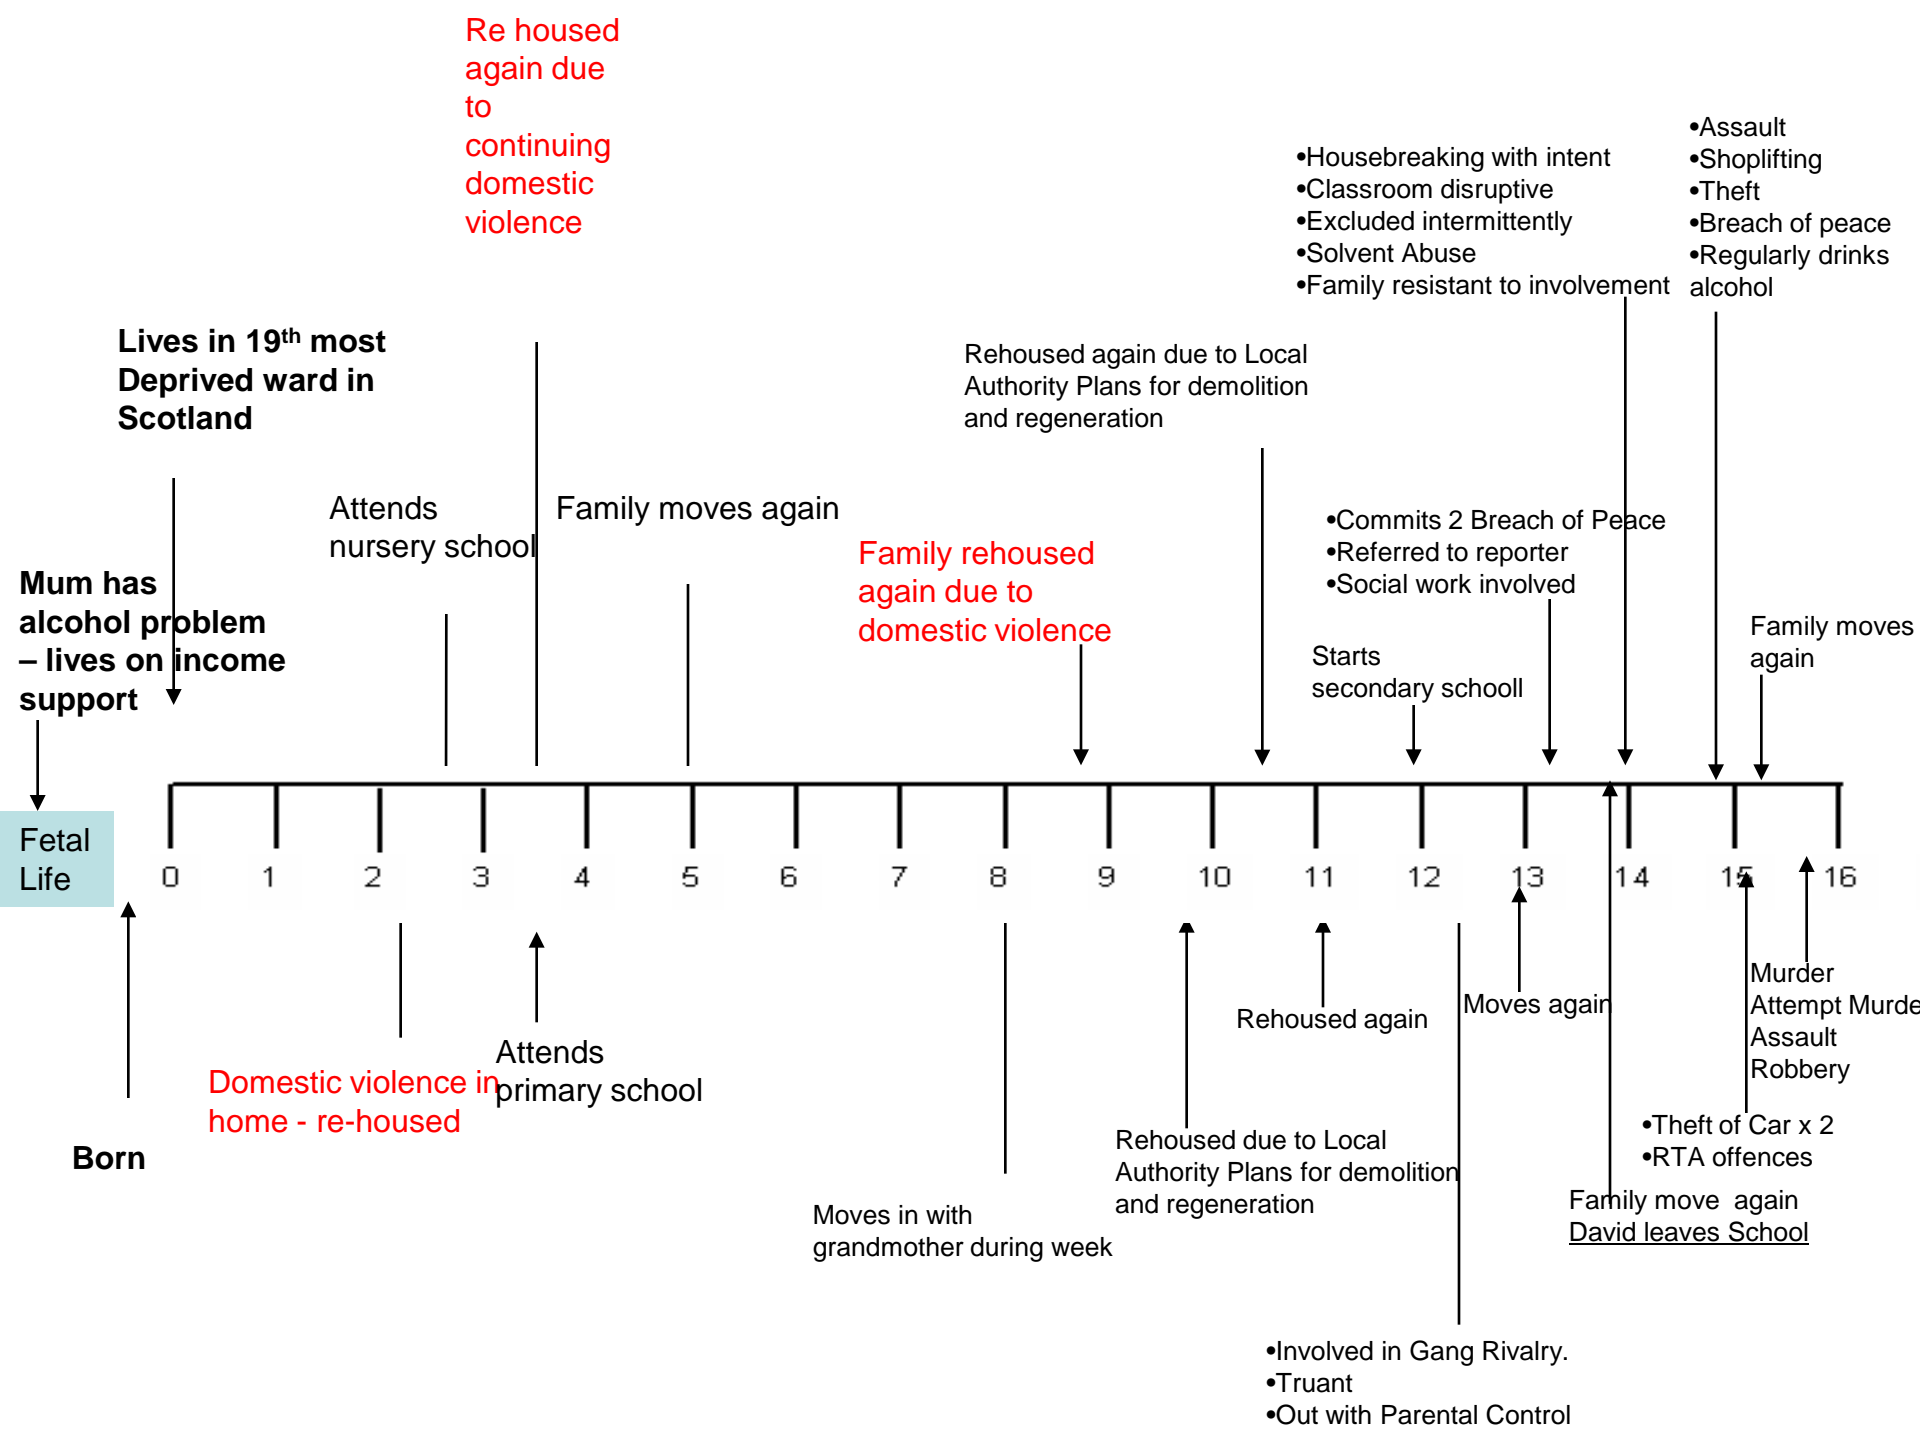 Re housed
again due
to
continuing
domestic
violence
•Assault
•Shoplifting
•Theft
•Breach of peace
•Regularly drinks
alcohol
•Housebreaking with intent
•Classroom disruptive
•Excluded intermittently
•Solvent Abuse
•Family resistant to involvement
Lives in 19th most
Deprived ward in
Scotland
Rehoused again due to Local
Authority Plans for demolition
and regeneration
Attends
nursery school
Family moves again
•Commits 2 Breach of Peace
•Referred to reporter
•Social work involved
Family rehoused
again due to
domestic violence
Mum has
alcohol problem
– lives on income
support
Family moves
again
Starts
secondary schooll
Fetal
Life
0 1 2 3 4 5 6 7 8 9 10 11 12 13 14 15 16
Murder
Attempt Murde
Assault
Robbery
Moves again
Rehoused again
Attends
primary school
Domestic violence in
home - re-housed
Born
•Theft of Car x 2
•RTA offences
Rehoused due to Local
Authority Plans for demolition
and regeneration
Family move again
David leaves School
Moves in with
grandmother during week
•Involved in Gang Rivalry.
•Truant
•Out with Parental Control